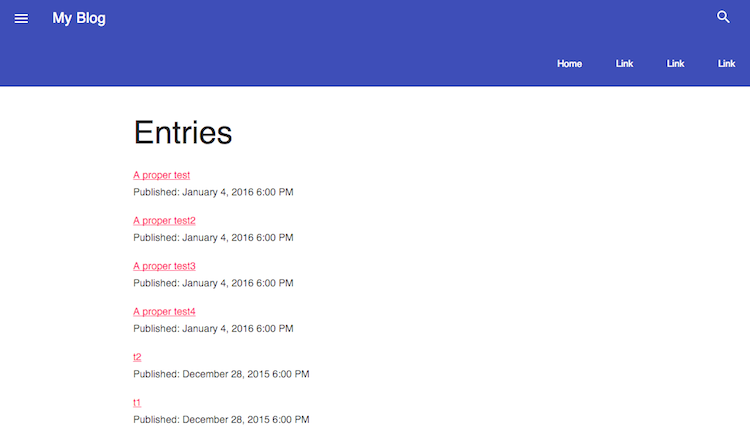 My Blog
Home Link Link Link
Entries
A proper test
Published: January 4, 2016 6:00 PM
A proper test2
Published: January 4, 2016 6:00 PM
A proper test3
Published: January 4, 2016 6:00 PM
A proper test4
Published: January 4, 2016 6:00 PM
t2
Published: December 28, 2015 6:00 PM
t1
Published: December 28, 2015 6:00 PM